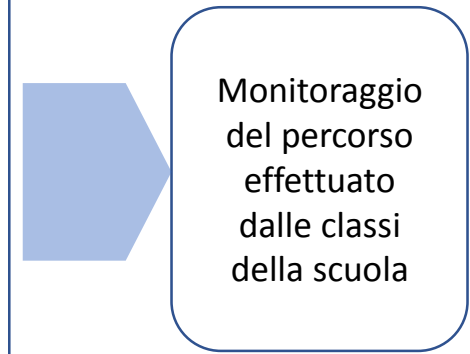 Monitoraggio
del percorso
effettuato
dalle classi
della scuola